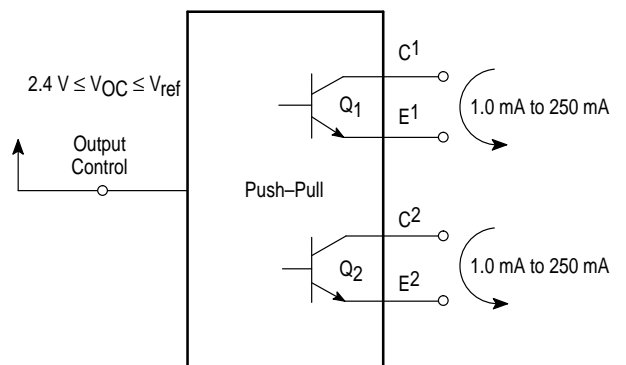 2.4 V ≤ VOC ≤ Vref
Output
Control
Push–Pull
Q1
C1
E1
1.0 mA to 250 mA
Q2
C2
E2
1.0 mA to 250 mA